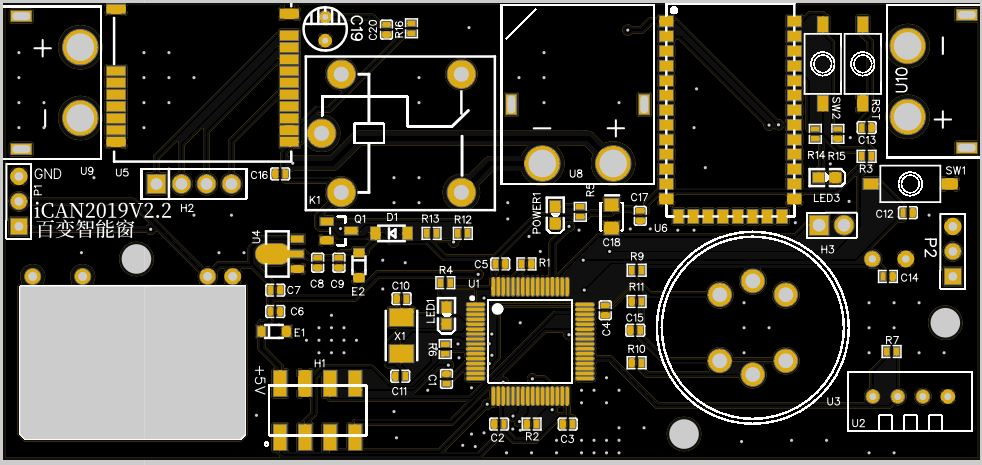 C19
C20
R16
U10
U9
U5
C16
K1
U8
SW2
RST
R14
R15
C13
R3
SW1
LED3
P1
GND
H2
iCAN2019V2.2
百变智能窗
U4
Q1
D1
R13
R12
POWER1
R5
C18
C17
U6
H3
C12
P2
C14
C8
C9
E2
C7
C6
E1
C10
R4
C5
R1
U1
LED1
X1
R6
C1
C11
C4
R9
R11
C15
R10
R7
U3
U2
+5V
H1
C2
R2
C3